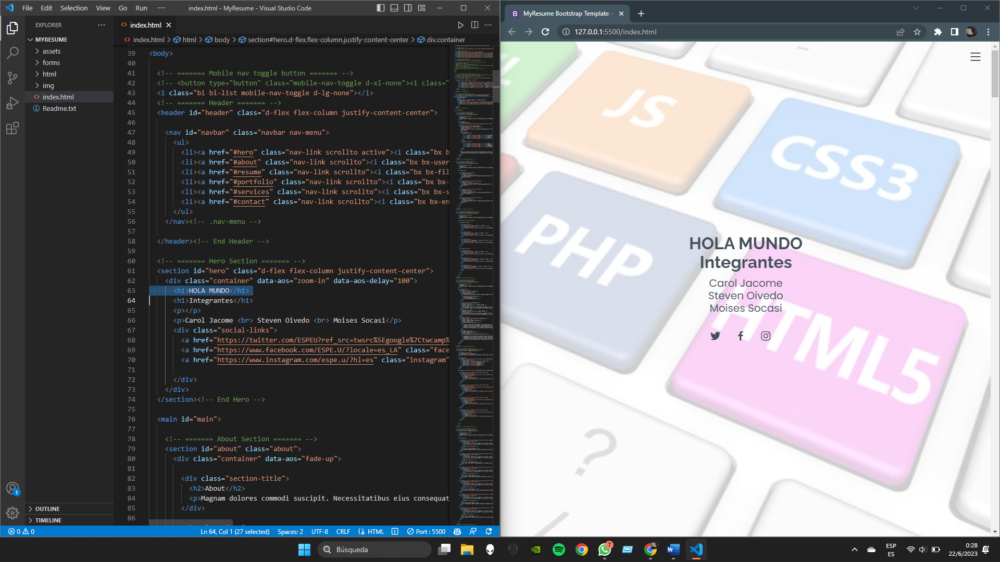 File Edit Selection View Go Run ··· index.html - MyResume - Visual Studio Code
EXPLORER
MYRESUME
assets
forms
html
img
index.html
Readme.txt
OUTLINE
TIMELINE
index.html
index.html > html > body > section#hero.d-flex.flex-column.justify-content-center > div.container
39 <body>
40
41 <!-- ======= Mobile nav toggle button ======= -->
42 <!-- <button type="button" class="mobile-nav-toggle d-xl-none"><i class="
43 <i class="bi bi-list mobile-nav-toggle d-lg-none"></i>
44 <!-- ======= Header ======= -->
45 <header id="header" class="d-flex flex-column justify-content-center">
46
47 <nav id="navbar" class="navbar nav-menu">
48 <ul>
49 <li><a href="#hero" class="nav-link scrollto active"><i class="bx b
50 <li><a href="#about" class="nav-link scrollto"><i class="bx bx-user
51 <li><a href="#resume" class="nav-link scrollto"><i class="bx bx-fil
52 <li><a href="#portfolio" class="nav-link scrollto"><i class="bx bx-
53 <li><a href="#services" class="nav-link scrollto"><i class="bx bx-s
54 <li><a href="#contact" class="nav-link scrollto"><i class="bx bx-en
55 </ul>
56 </nav><!-- .nav-menu -->
57
58 </header><!-- End Header -->
59
60 <!-- ======= Hero Section ======= -->
61 <section id="hero" class="d-flex flex-column justify-content-center">
62 <div class="container" data-aos="zoom-in" data-aos-delay="100">
63 <h1>HOLA MUNDO</h1>
64 <h1>Integrantes</h1>
65 <p></p>
66 <p>Carol Jacome <br> Steven Oivedo <br> Moises Socasi</p>
67 <div class="social-links">
68 <a href="https://twitter.com/ESPEU?ref_src=twsrc%5Egoogle%7Ctwcamp%
69 <a href="https://www.facebook.com/ESPE.U/?locale=es_LA" class="face
70 <a href="https://www.instagram.com/espe.u/?hl=es" class="instagram"
71
72 </div>
73 </div>
74 </section><!-- End Hero -->
75
76 <main id="main">
77
78 <!-- ======= About Section ======= -->
79 <section id="about" class="about">
80 <div class="container" data-aos="fade-up">
81
82 <div class="section-title">
83 <h2>About</h2>
84 <p>Magnam dolores commodi suscipit. Necessitatibus eius consequat
85 </div>
86
1
0 0 Ln 64, Col 1 (27 selected) Spaces: 2 UTF-8 CRLF HTML Port : 5500
B MyResume Bootstrap Template -
127.0.0.1:5500/index.html
JS
CSS3
PHP
HTML5
?
HOLA MUNDO
Integrantes
Carol Jacome
Steven Oivedo
Moises Socasi
Búsqueda
7
W
ESP
ES
0:28
22/6/2023